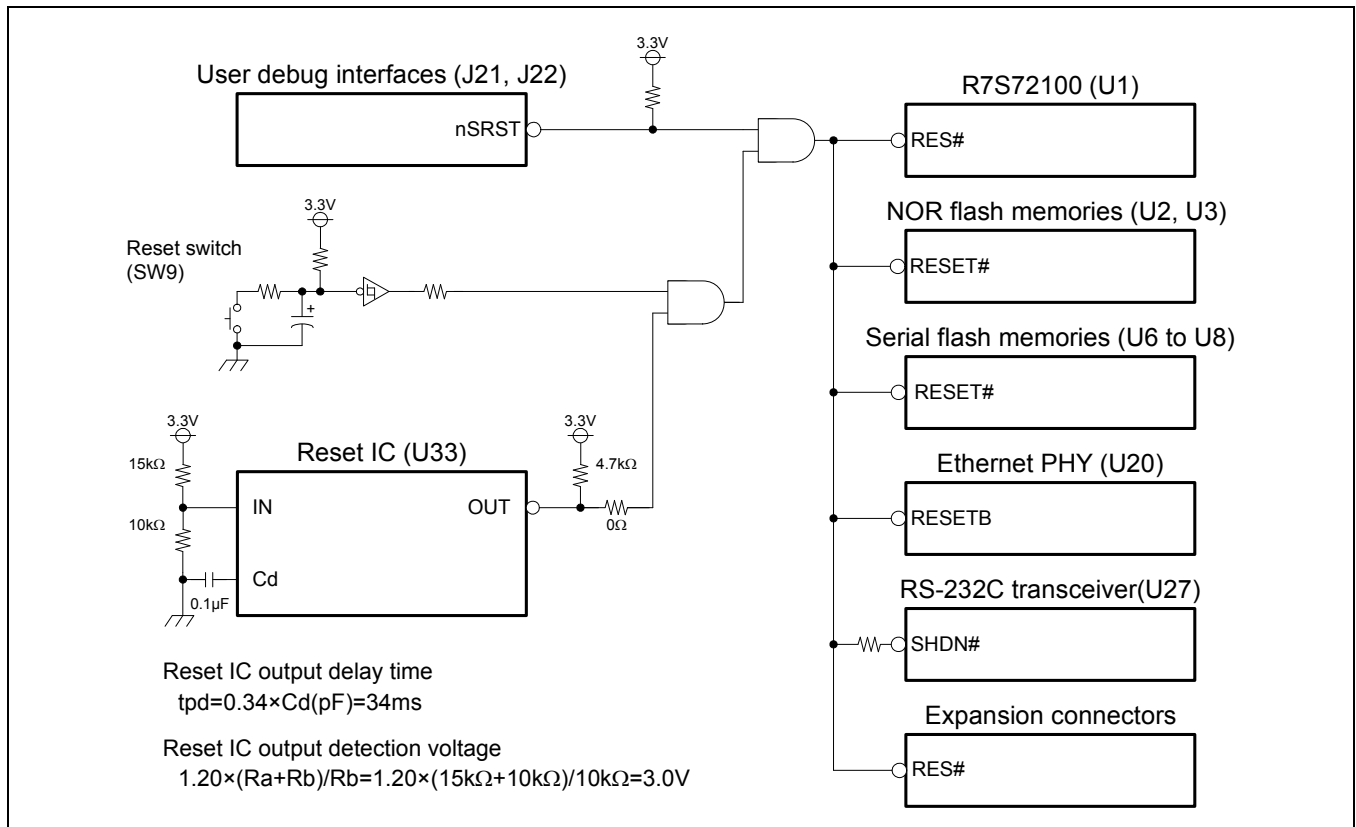 3.3V
User debug interfaces (J21, J22)
nSRST
R7S72100 (U1)
RES#
3.3V
Reset switch
(SW9)
+
NOR flash memories (U2, U3)
RESET#
Serial flash memories (U6 to U8)
RESET#
3.3V
15kΩ
10kΩ
0.1µF
Reset IC (U33)
IN
OUT
Cd
3.3V
4.7kΩ
0Ω
Ethernet PHY (U20)
RESETB
RS-232C transceiver(U27)
SHDN#
Expansion connectors
RES#
Reset IC output delay time
tpd=0.34×Cd(pF)=34ms
Reset IC output detection voltage
1.20×(Ra+Rb)/Rb=1.20×(15kΩ+10kΩ)/10kΩ=3.0V